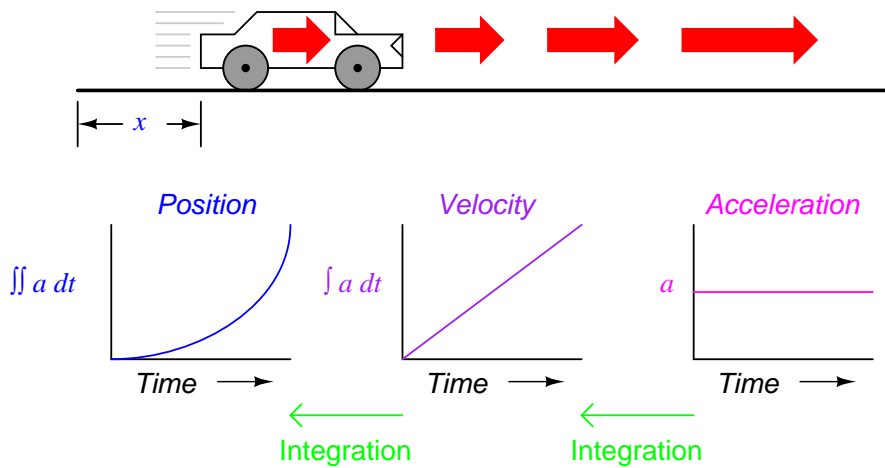 x
Position
Velocity
Acceleration
∬ a dt
∫ a dt
a
Time
Time
Time
Integration
Integration